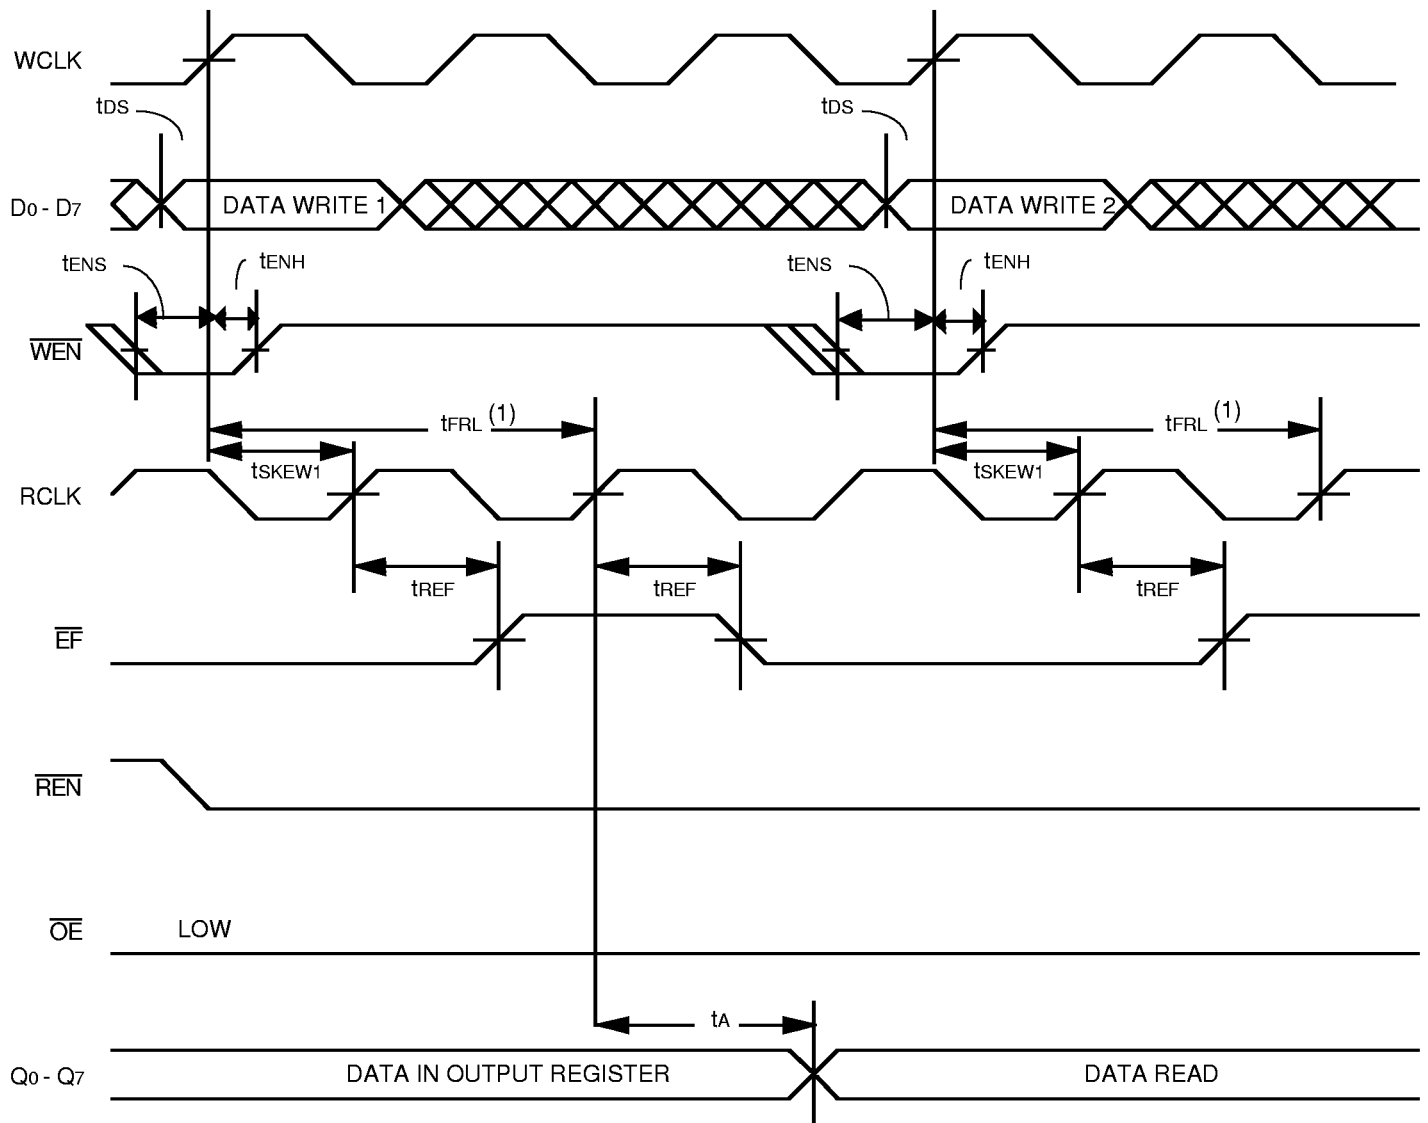 WCLK
tDS tDS
D0 - D7 DATA WRITE 1 DATA WRITE 2
tENS tENH tENS tENH
WEN
tFRL (1) tFRL (1)
tSKEW1 tSKEW1
RCLK
tREF tREF tREF
EF
REN
OE LOW
tA
Q0 - Q7 DATA IN OUTPUT REGISTER DATA READ